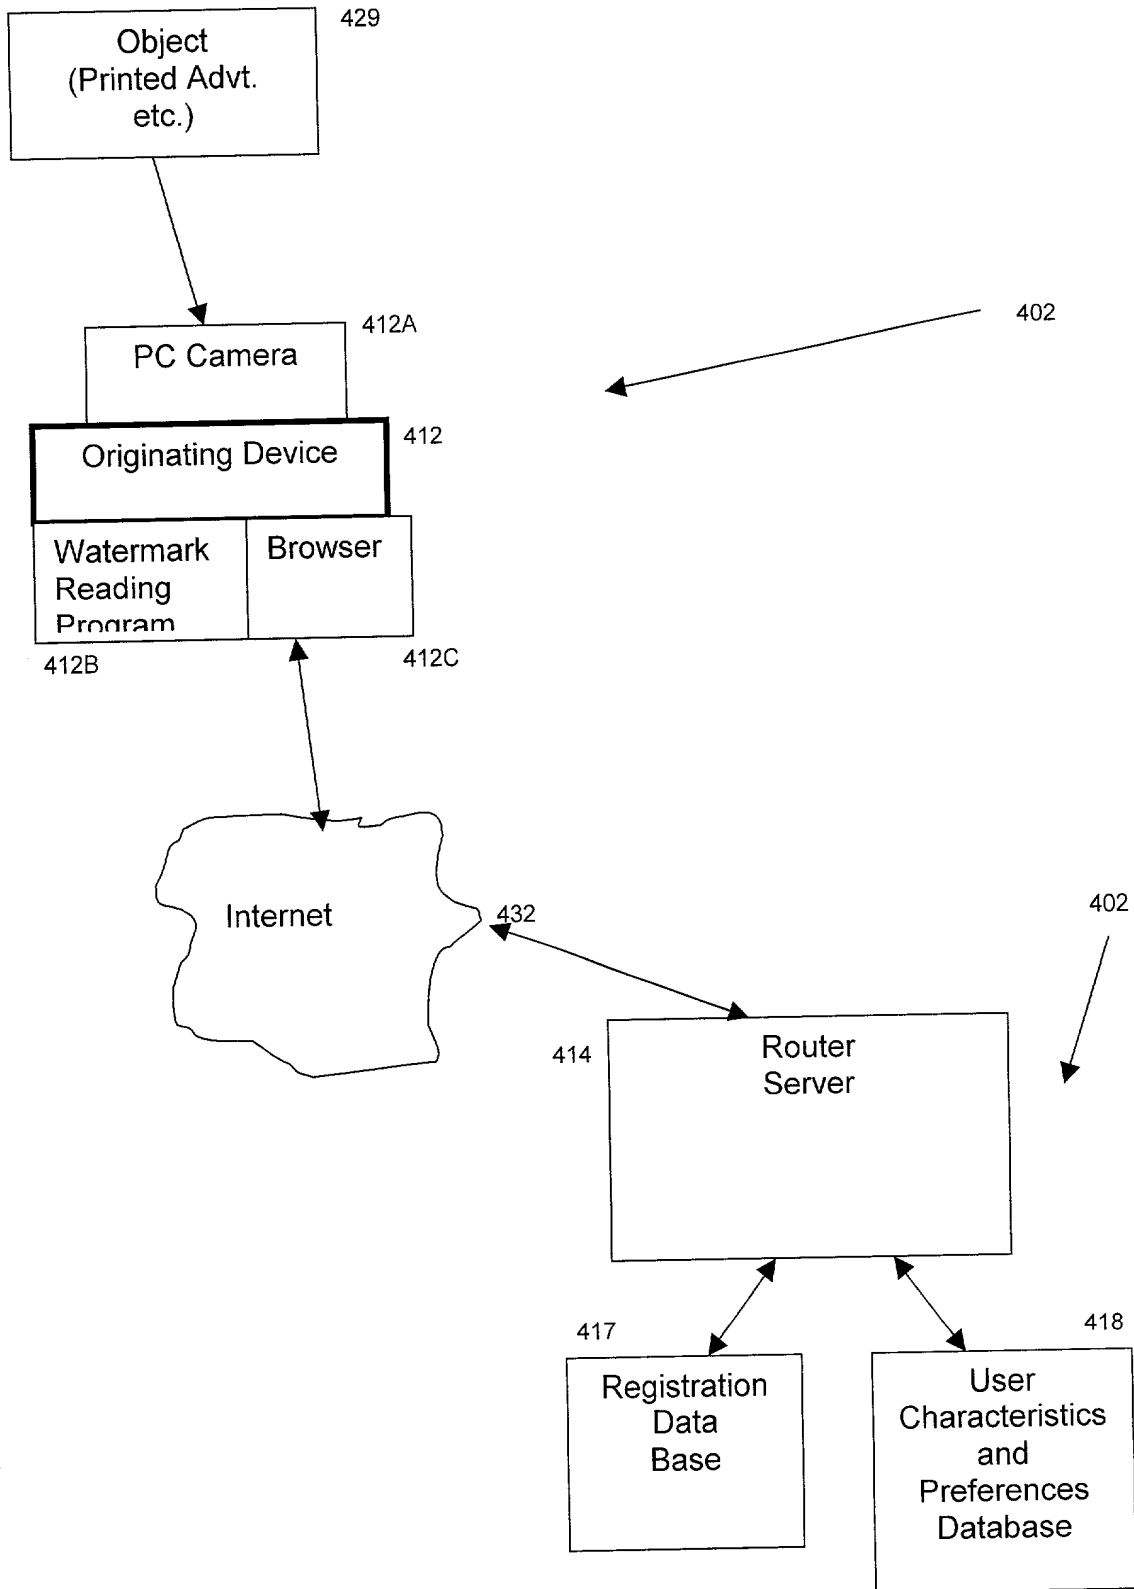 429
Object
(Printed Advt.
etc.)
412A
PC Camera
402
412
Originating Device
Watermark
Reading
Program
Browser
412B
412C
Internet
432
402
414
Router
Server
417
418
Registration
Data
Base
User
Characteristics
and
Preferences
Database